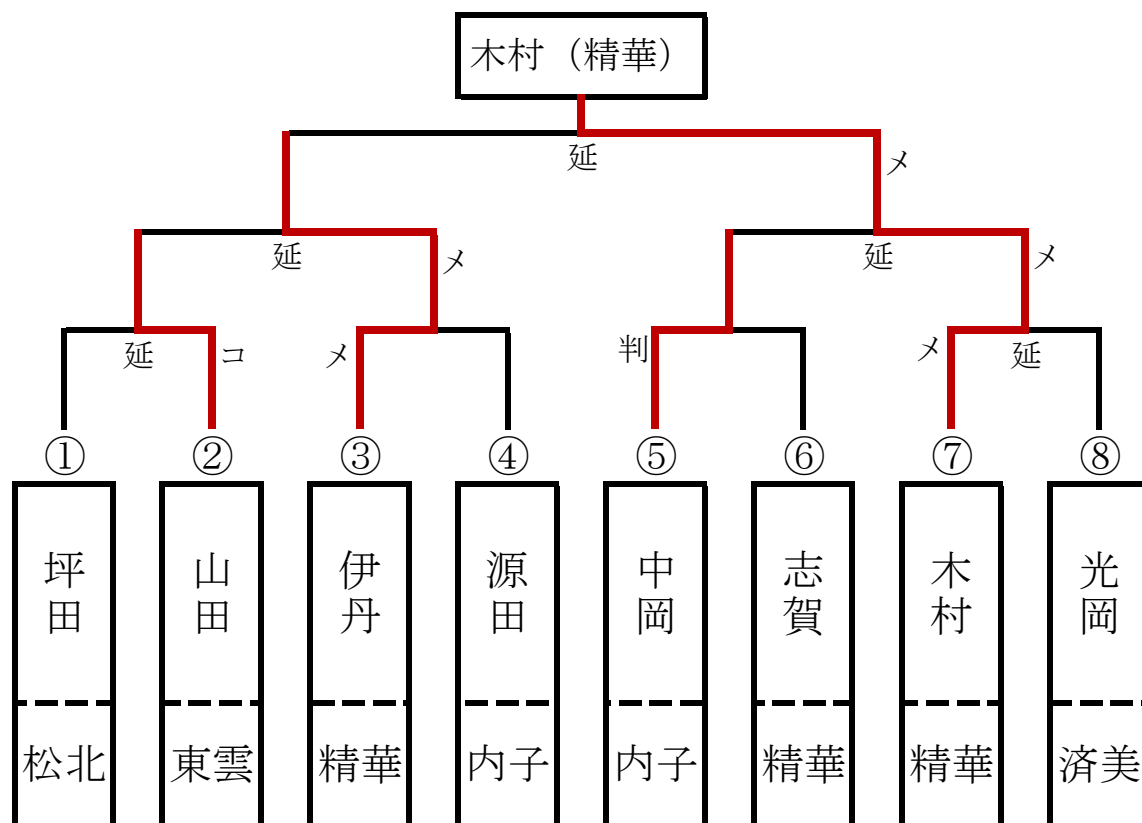 木村（精華）
延
メ
延
メ
延
メ
延
コ
メ
判
メ
延
① ② ③ ④ ⑤ ⑥ ⑦ ⑧
坪田
山田
伊丹
源田
中岡
志賀
木村
光岡
松北
東雲
精華
内子
内子
精華
精華
済美